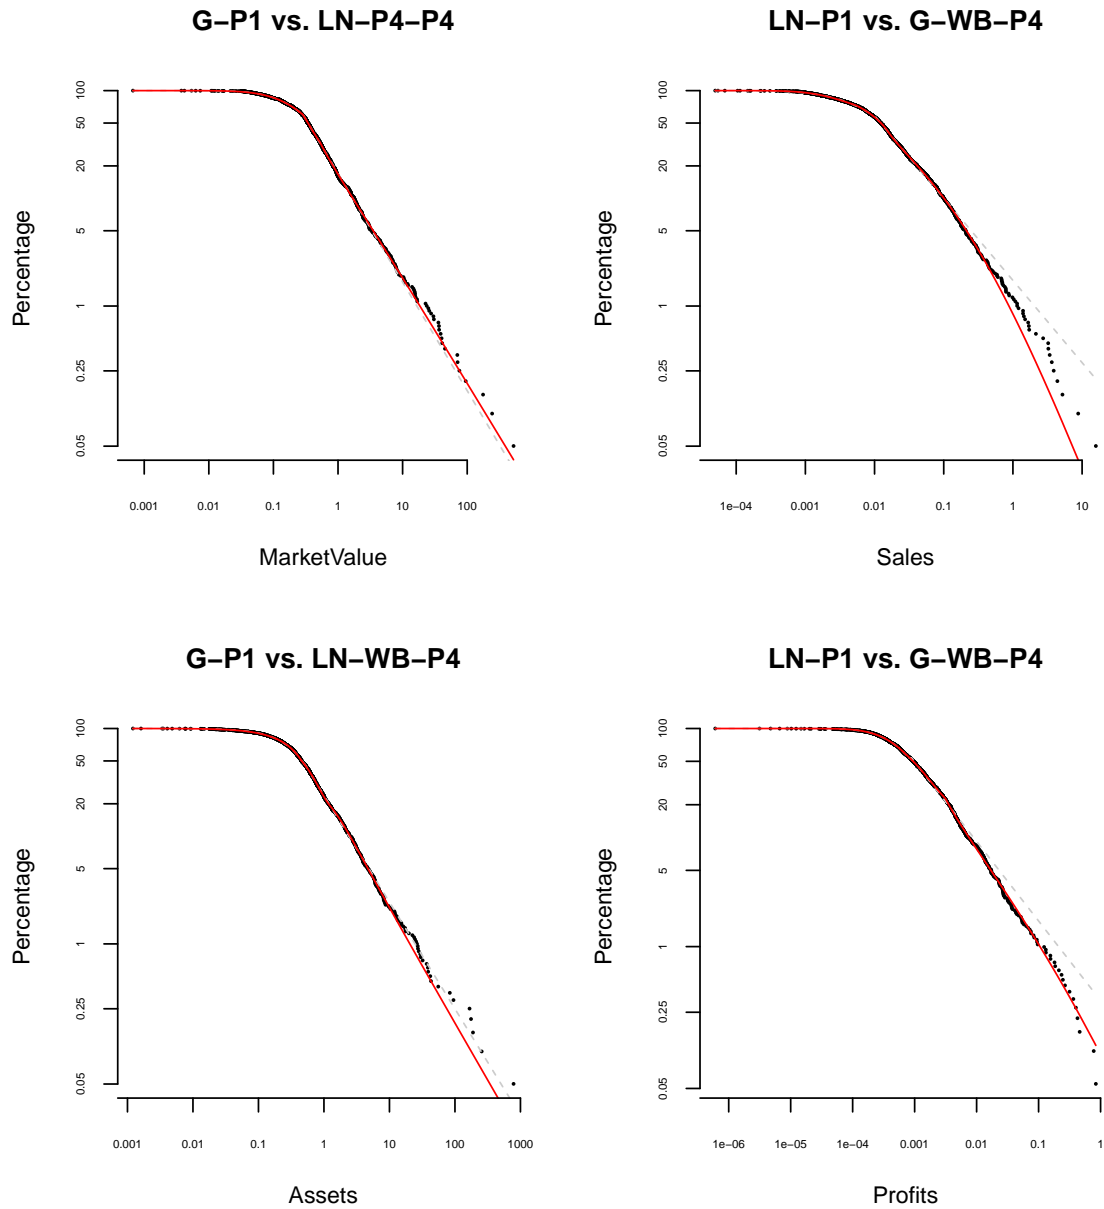 G−P1 vs. LN−P4−P4
100
50
20
5
1
0.25
0.05
Percentage
0.001 0.01 0.1 1 10 100
MarketValue
LN−P1 vs. G−WB−P4
100
50
20
5
1
0.25
0.05
Percentage
1e−04 0.001 0.01 0.1 1 10
Sales
G−P1 vs. LN−WB−P4
100
50
20
5
1
0.25
0.05
Percentage
0.001 0.01 0.1 1 10 100 1000
Assets
LN−P1 vs. G−WB−P4
100
50
20
5
1
0.25
0.05
Percentage
1e−06 1e−05 1e−04 0.001 0.01 0.1 1
Profits